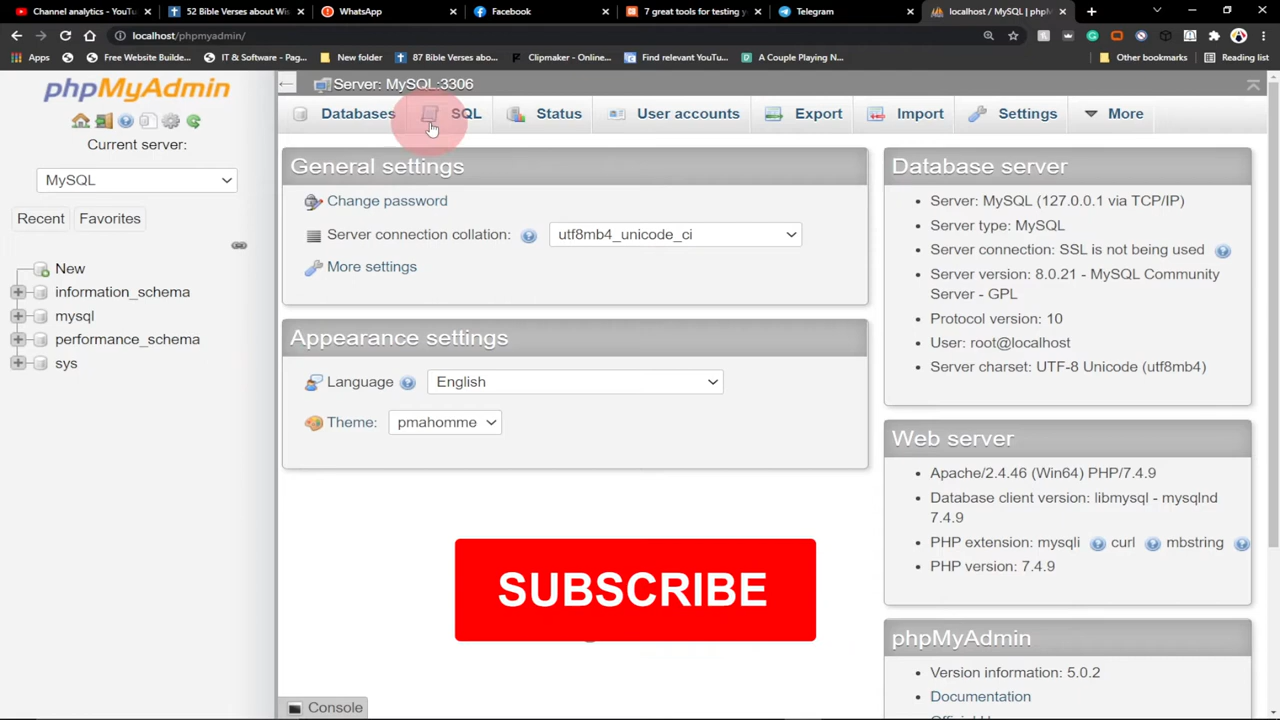 Channel analytics - YouTu
52 Bible Verses about Wis
WhatsApp
Facebook
7 great tools for testing y
Telegram
localhost / MySQL | phpM
localhost/phpmyadmin/
Apps
Free Website Builde...
IT & Software - Pag...
New folder
87 Bible Verses abo...
Clipmaker - Online...
Find relevant YouTu...
A Couple Playing N...
Other bookmarks
Reading list
phpMyAdmin
Current server:
MySQL
Recent
Favorites
New
information_schema
mysql
performance_schema
sys
Server: MySQL:3306
Databases
SQL
Status
User accounts
Export
Import
Settings
More
General settings
Change password
Server connection collation:
utf8mb4_unicode_ci
More settings
Appearance settings
Language
English
Theme:
pmahomme
SUBSCRIBE
Console
Database server
Server: MySQL (127.0.0.1 via TCP/IP)
Server type: MySQL
Server connection: SSL is not being used
Server version: 8.0.21 - MySQL Community
Server - GPL
Protocol version: 10
User: root@localhost
Server charset: UTF-8 Unicode (utf8mb4)
Web server
Apache/2.4.46 (Win64) PHP/7.4.9
Database client version: libmysql - mysqlnd
7.4.9
PHP extension: mysqli curl mbstring
PHP version: 7.4.9
phpMyAdmin
Version information: 5.0.2
Documentation